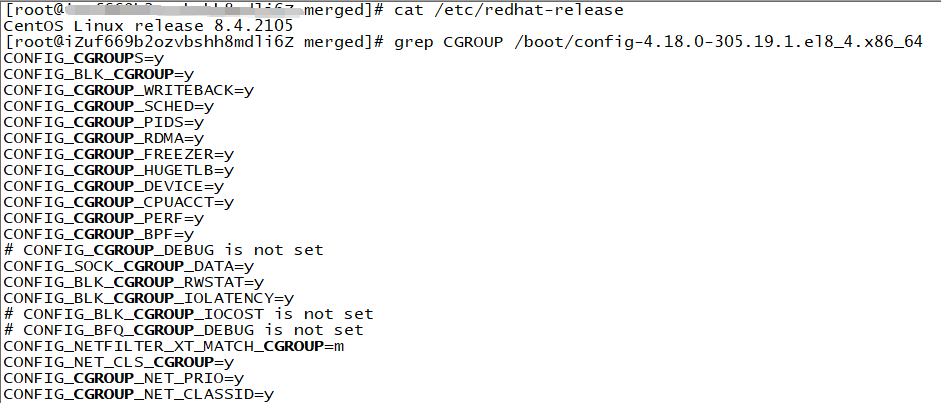 [root@ merged]# cat /etc/redhat-release
CentOS Linux release 8.4.2105
[root@iZuf669b2ozvbshh8mdli6Z merged]# grep CGROUP /boot/config-4.18.0-305.19.1.el8_4.x86_64
CONFIG_CGROUPS=y
CONFIG_BLK_CGROUP=y
CONFIG_CGROUP_WRITEBACK=y
CONFIG_CGROUP_SCHED=y
CONFIG_CGROUP_PIDS=y
CONFIG_CGROUP_RDMA=y
CONFIG_CGROUP_FREEZER=y
CONFIG_CGROUP_HUGETLB=y
CONFIG_CGROUP_DEVICE=y
CONFIG_CGROUP_CPUACCT=y
CONFIG_CGROUP_PERF=y
CONFIG_CGROUP_BPF=y
# CONFIG_CGROUP_DEBUG is not set
CONFIG_SOCK_CGROUP_DATA=y
CONFIG_BLK_CGROUP_RWSTAT=y
CONFIG_BLK_CGROUP_IOLATENCY=y
# CONFIG_BLK_CGROUP_IOCOST is not set
# CONFIG_BFQ_CGROUP_DEBUG is not set
CONFIG_NETFILTER_XT_MATCH_CGROUP=m
CONFIG_NET_CLS_CGROUP=y
CONFIG_CGROUP_NET_PRIO=y
CONFIG_CGROUP_NET_CLASSID=y